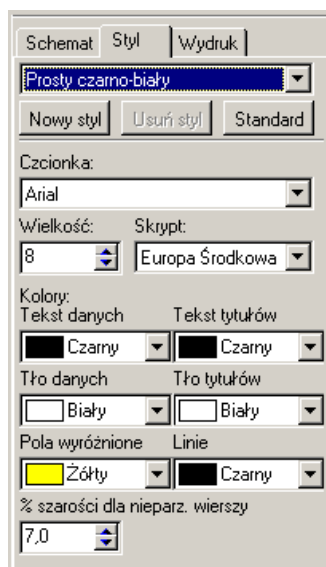 Schemat Styl Wydruk
Prosty czarno-biały
Nowy styl Usuń styl Standard
Czcionka:
Arial
Wielkość: Skrypt:
8 Europa Środkowa
Kolory:
Tekst danych Tekst tytułów
Czarny Czarny
Tło danych Tło tytułów
Biały Biały
Pola wyróżnione Linie
Żółty Czarny
% szarości dla nieparz. wierszy
7,0